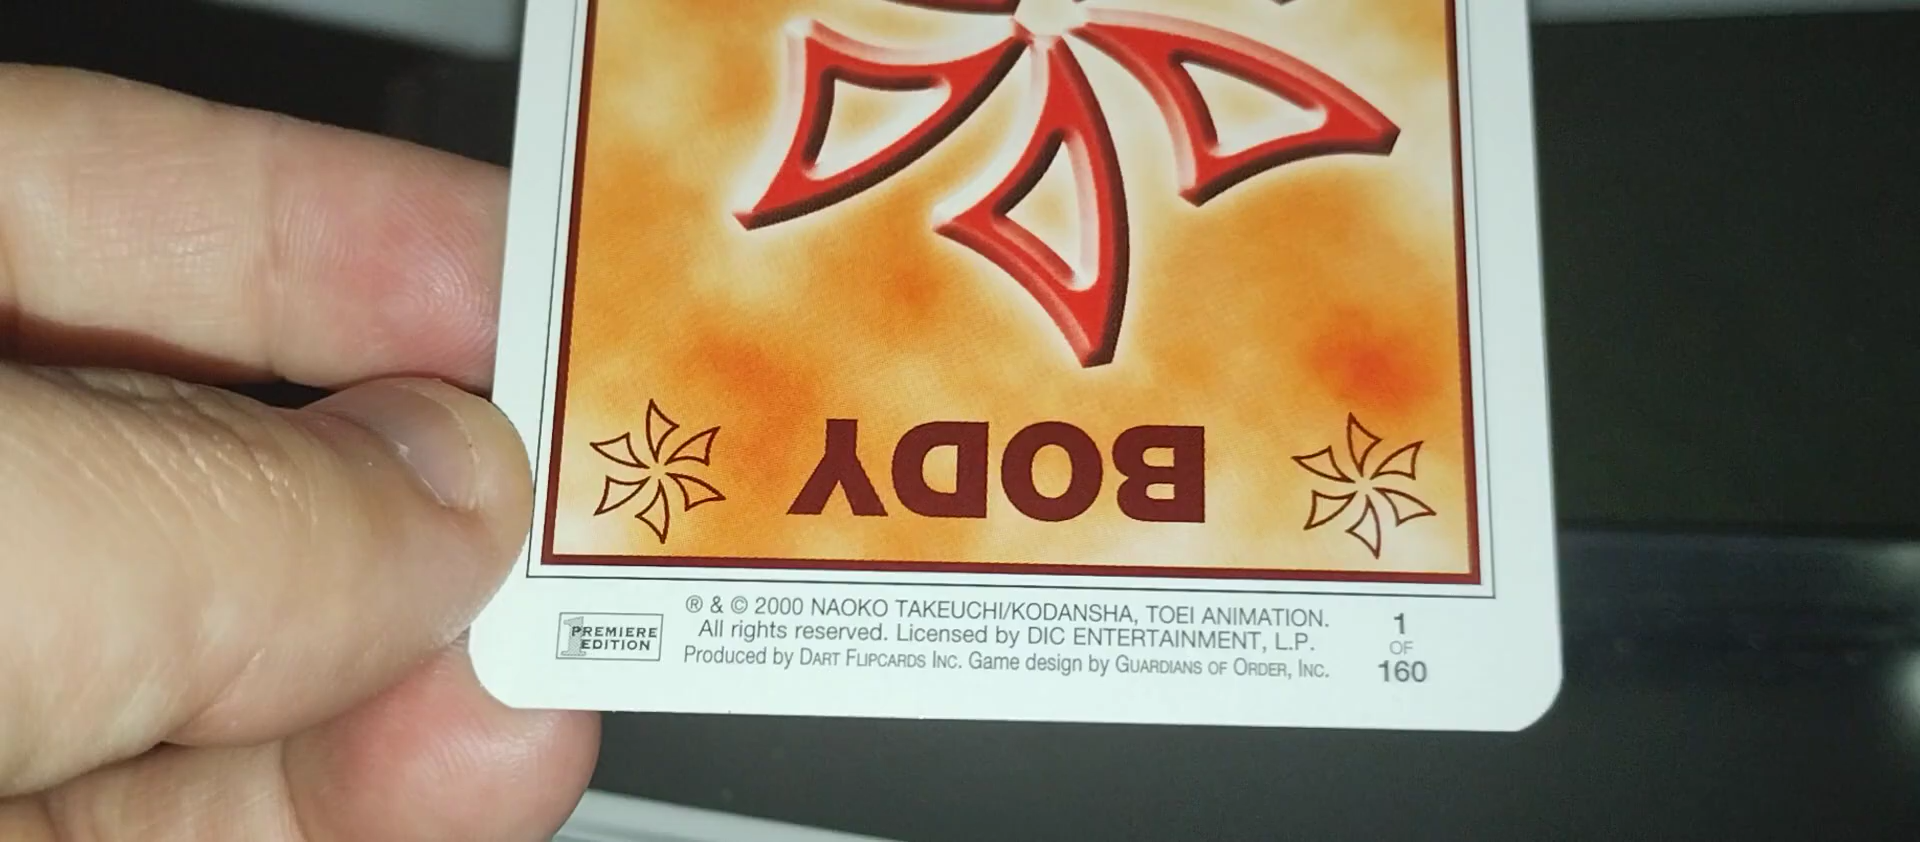 BODY
1
PREMIERE
EDITION
® & © 2000 NAOKO TAKEUCHI/KODANSHA, TOEI ANIMATION.
All rights reserved. Licensed by DIC ENTERTAINMENT, L.P.
Produced by DART FLIPCARDS INC. Game design by GUARDIANS OF ORDER, INC.
1
OF
160